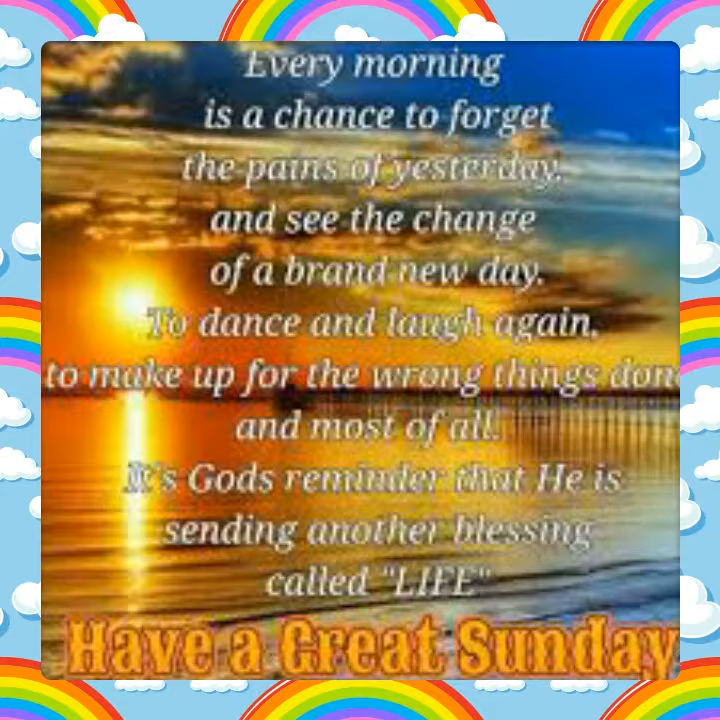 Every morning
is a chance to forget
the pains of yesterday.
and see the change
of a brand new day.
To dance and laugh again.
to make up for the wrong things done
and most of all.
It's Gods reminder that He is
sending another blessing
called "LIFE"
Have a Great Sunday